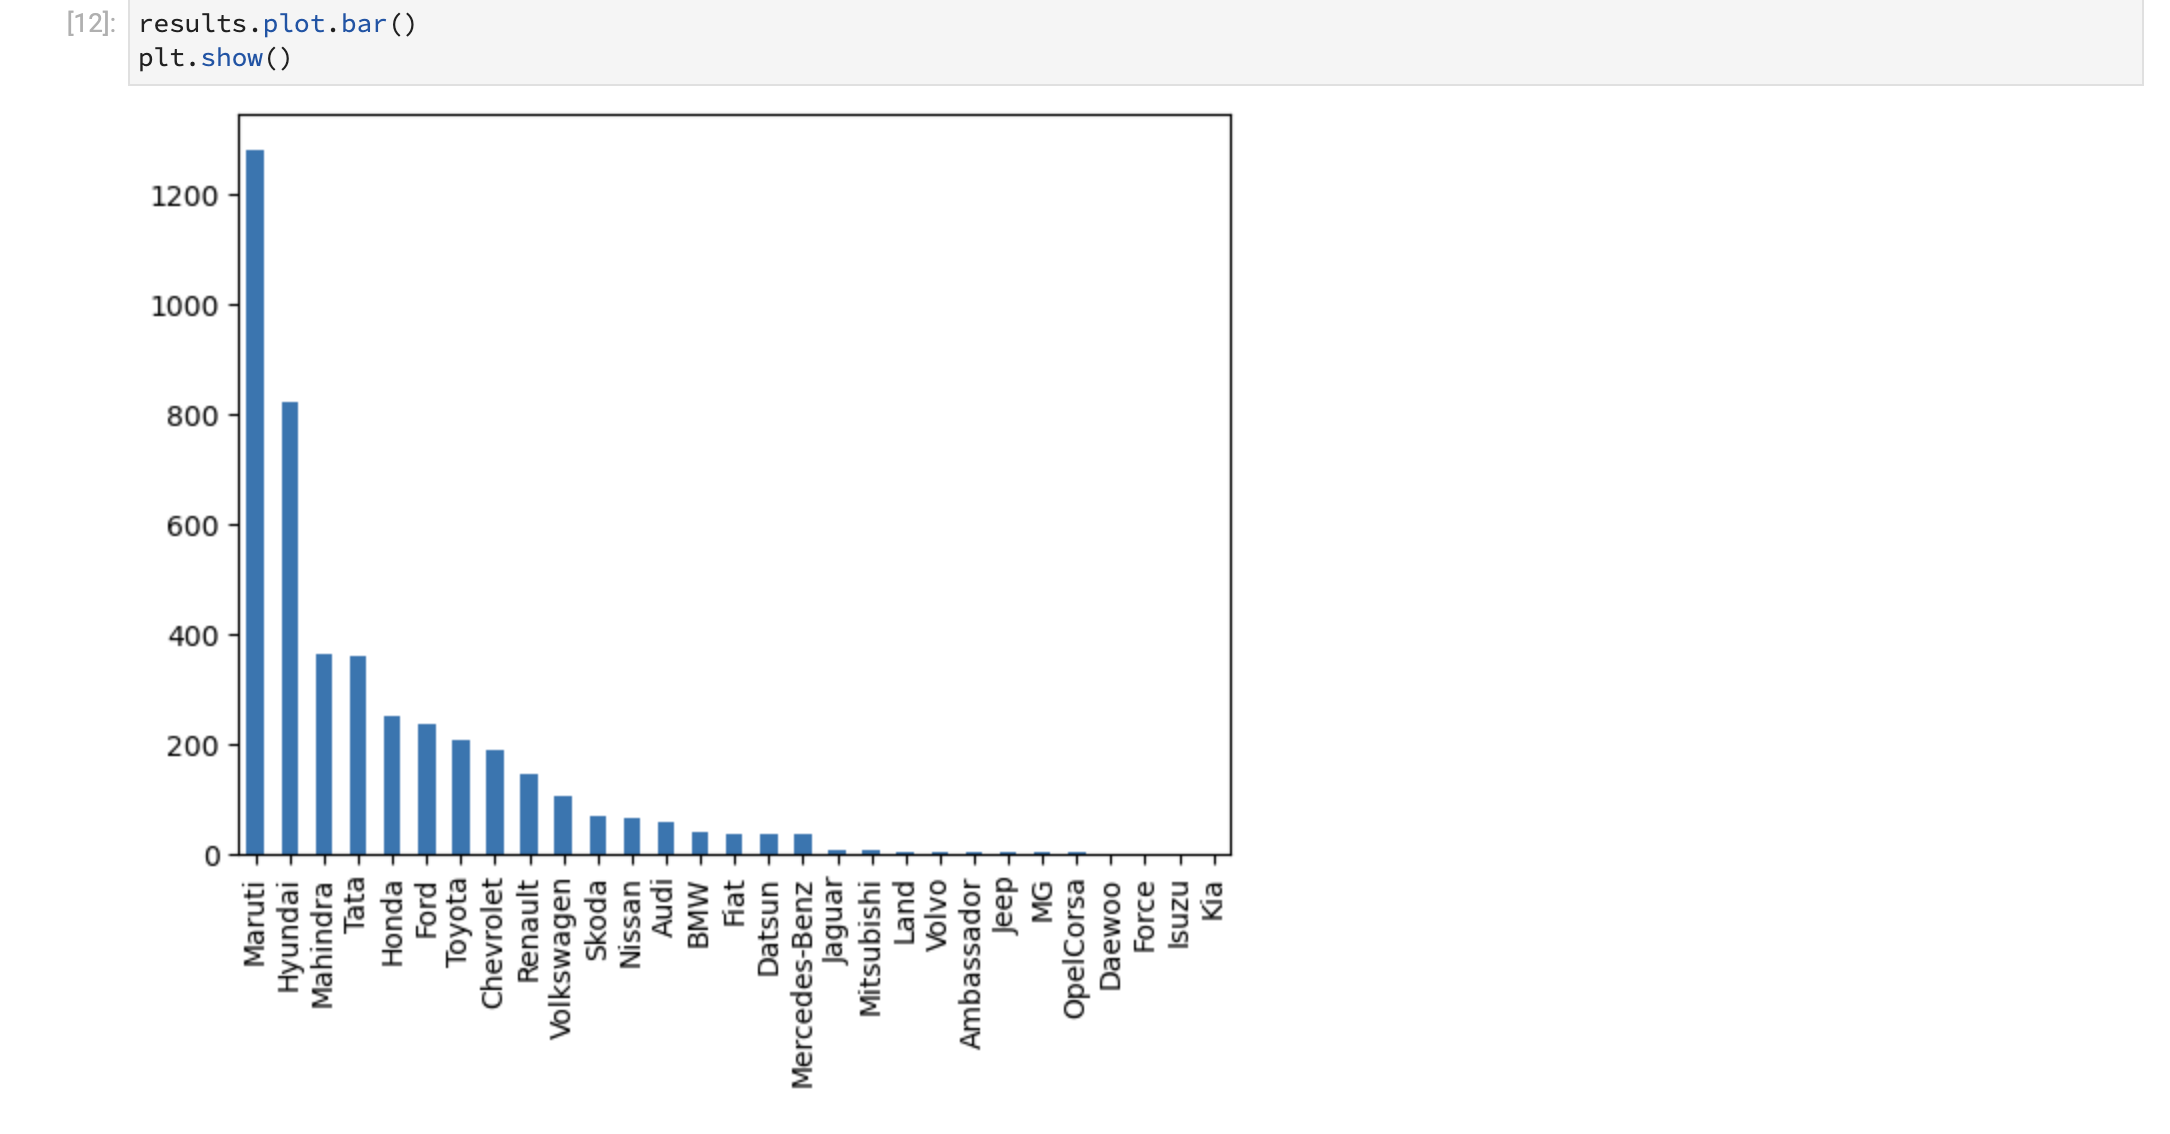 [12]: results.plot.bar()
plt.show()
1200
1000
800
600
400
200
0
Maruti
Hyundai
Mahindra
Tata
Honda
Ford
Toyota
Chevrolet
Renault
Volkswagen
Skoda
Nissan
Audi
BMW
Fiat
Datsun
Mercedes-Benz
Jaguar
Mitsubishi
Land
Volvo
Ambassador
Jeep
MG
OpelCorsa
Daewoo
Force
Isuzu
Kia